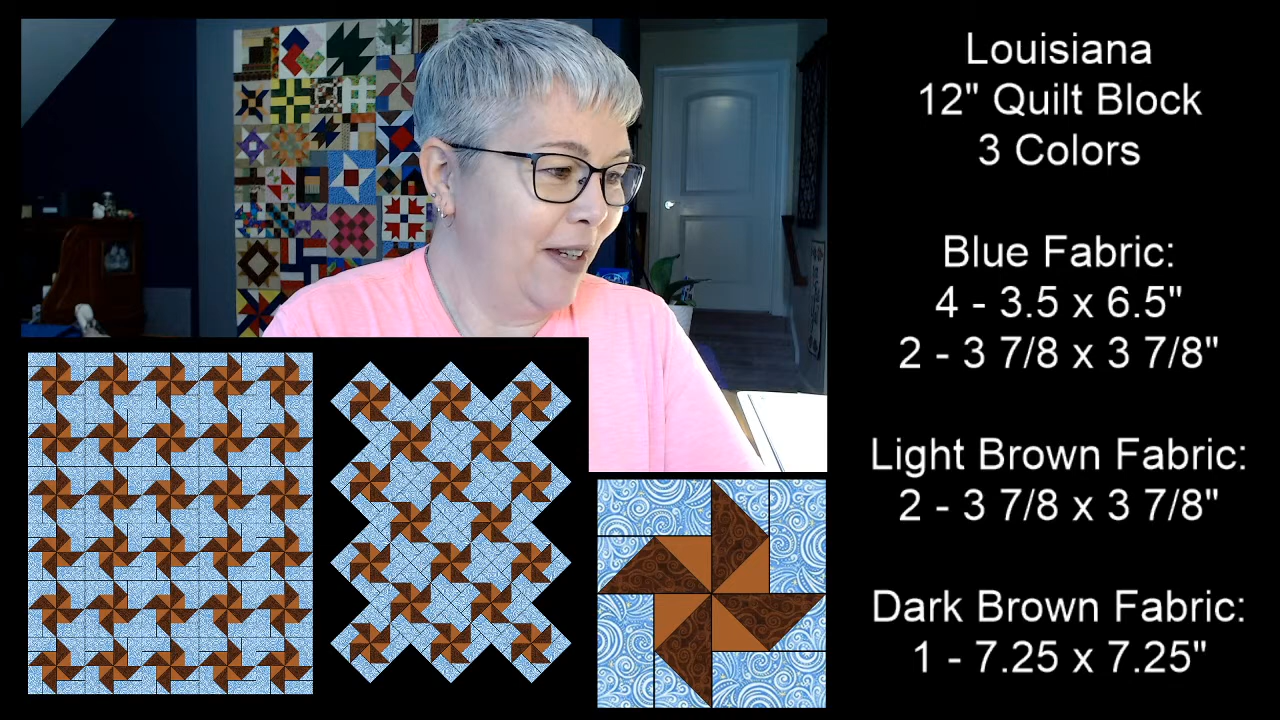 Louisiana
12" Quilt Block
3 Colors
Blue Fabric:
4 - 3.5 x 6.5"
2 - 3 7/8 x 3 7/8"
Light Brown Fabric:
2 - 3 7/8 x 3 7/8"
Dark Brown Fabric:
1 - 7.25 x 7.25"